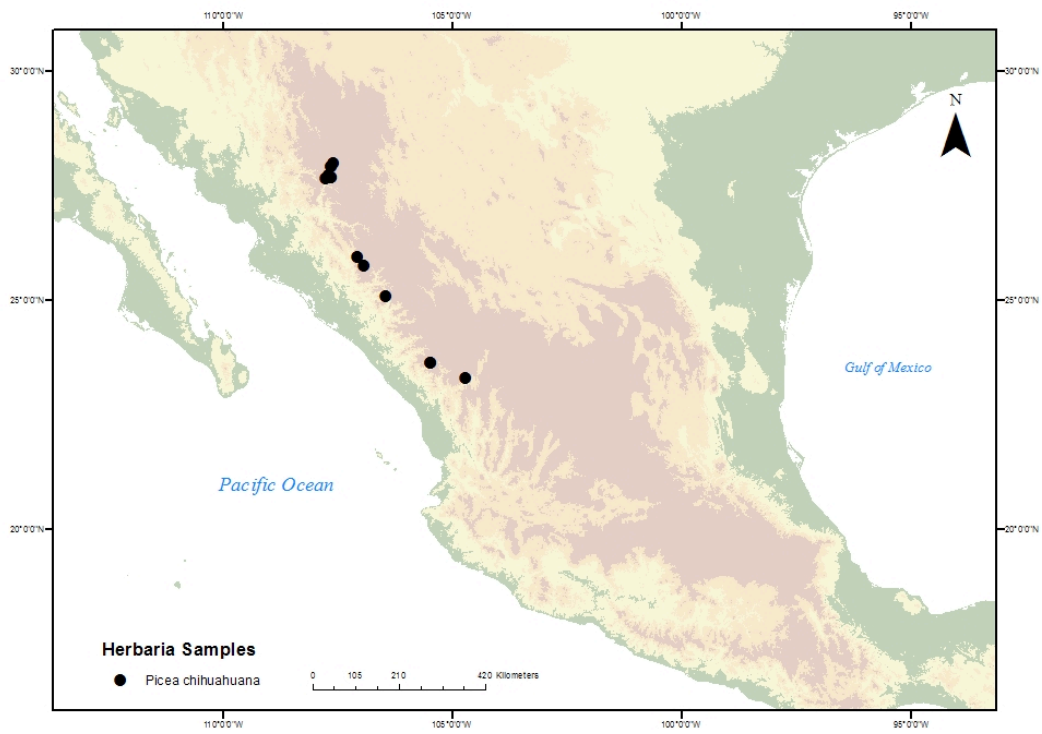 110°0'0"W 105°0'0"W 100°0'0"W 95°0'0"W
30°0'0"N 30°0'0"N
N
25°0'0"N 25°0'0"N
Gulf of Mexico
Pacific Ocean
20°0'0"N 20°0'0"N
Herbaria Samples
Picea chihuahuana
0 105 210 420 Kilometers
110°0'0"W 105°0'0"W 100°0'0"W 95°0'0"W